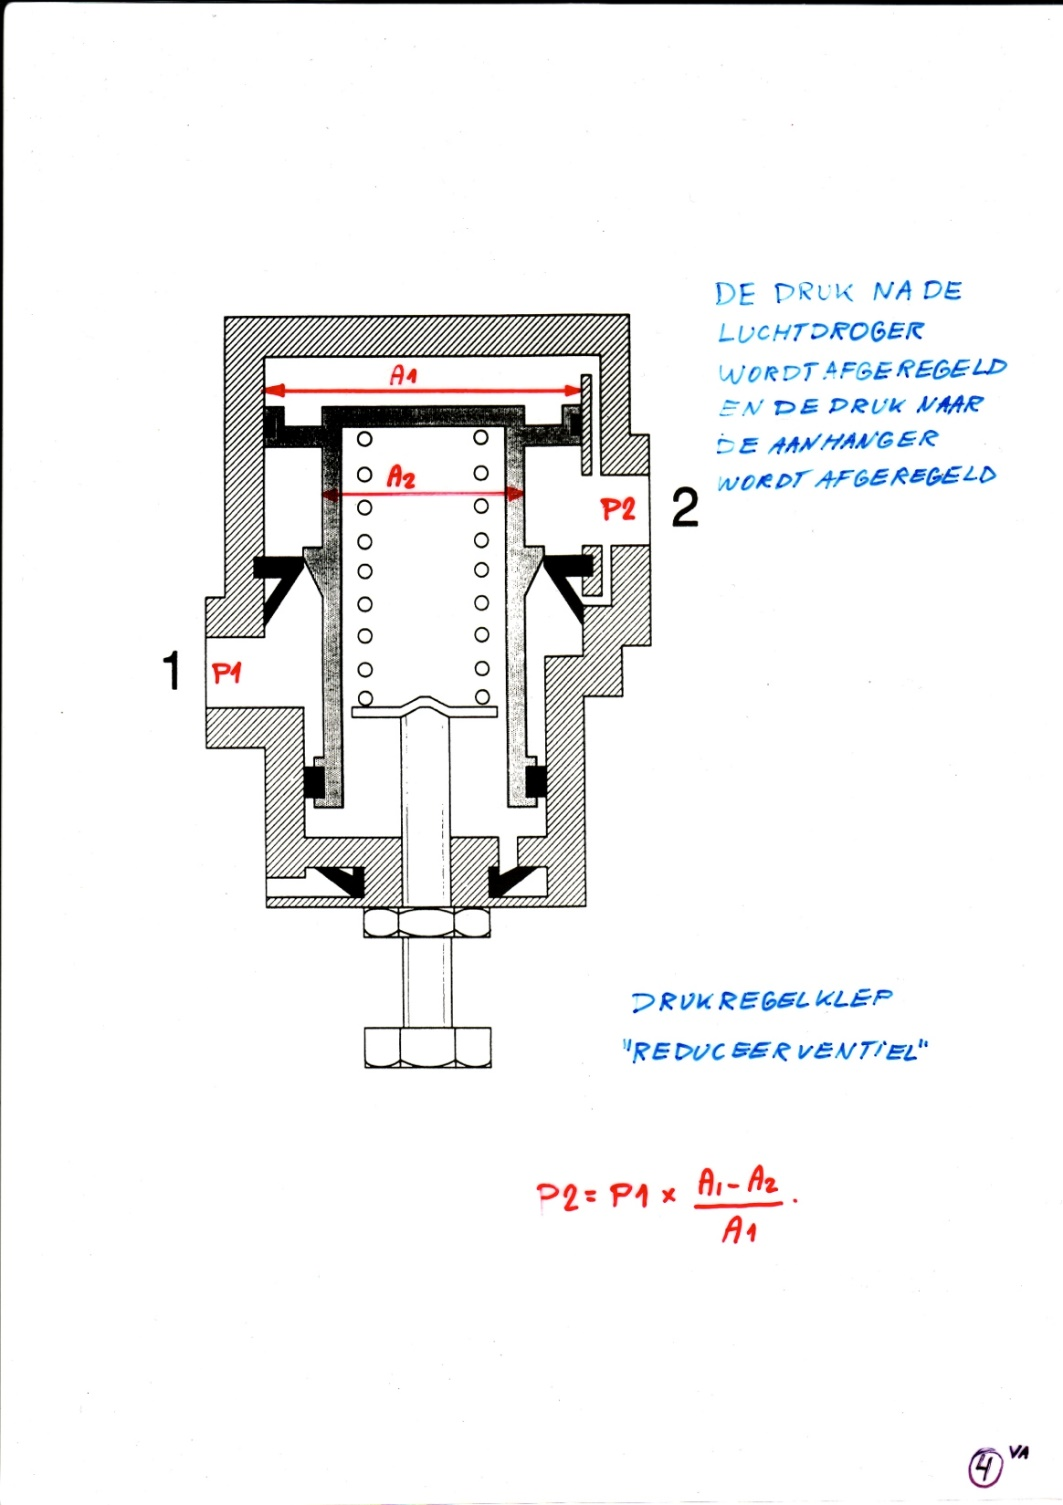 DE DRUK NA DE
LUCHTDROGER
WORDT AFGEREGELD
EN DE DRUK NAAR
DE AANHANGER
WORDT AFGEREGELD
A1
A2
P2
2
1
P1
DRUKREGELKLEP
"REDUCEERVENTIEL"
P2 = P1 × A1 - A2 / A1 .
4 VA